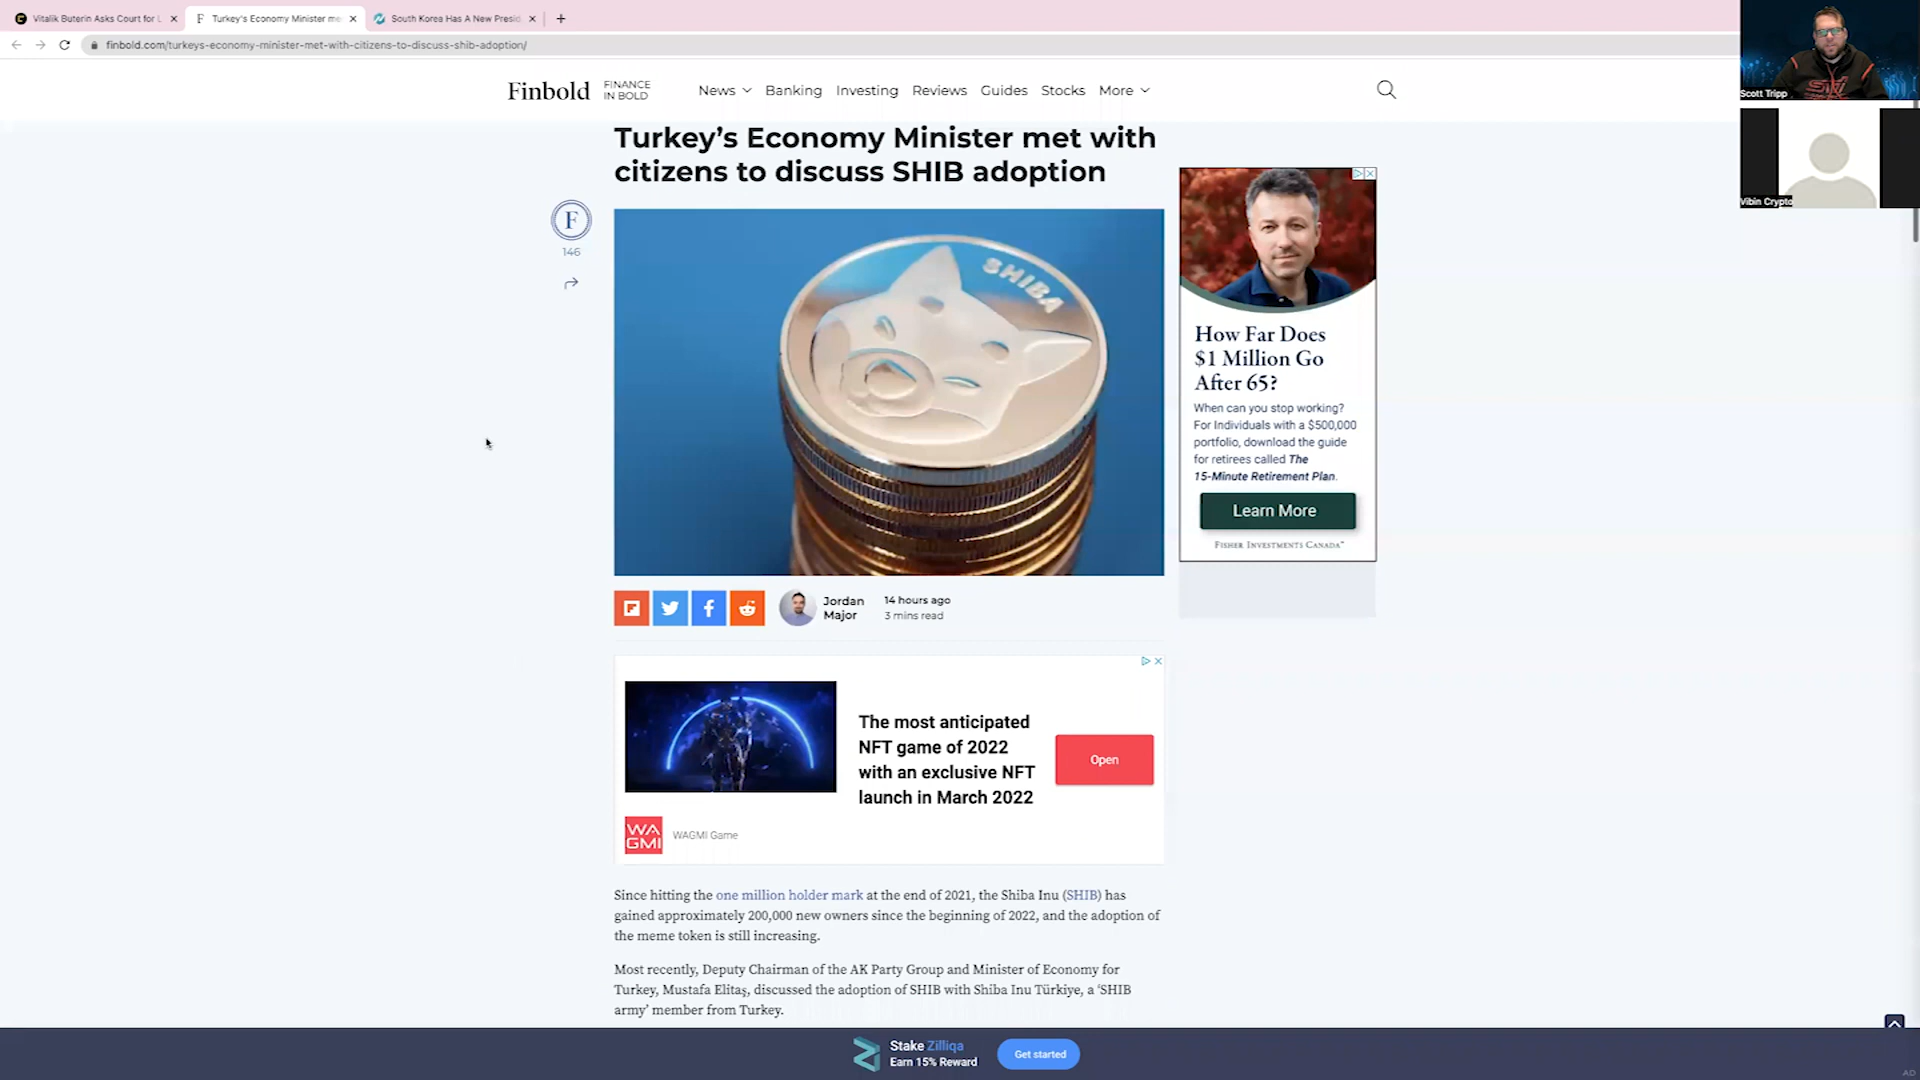 Vitalik Buterin Asks Court for L
Turkey's Economy Minister me
South Korea Has A New Presid
finbold.com/turkeys-economy-minister-met-with-citizens-to-discuss-shib-adoption/
Scott Tripp
Vibin Crypto
Finbold
FINANCE
IN BOLD
News
Banking
Investing
Reviews
Guides
Stocks
More
Turkey's Economy Minister met with
citizens to discuss SHIB adoption
F
146
SHIBA
How Far Does
$1 Million Go
After 65?
When can you stop working?
For Individuals with a $500,000
portfolio, download the guide
for retirees called The
15-Minute Retirement Plan.
Learn More
FISHER INVESTMENTS CANADA™
Jordan
Major
14 hours ago
3 mins read
The most anticipated
NFT game of 2022
with an exclusive NFT
launch in March 2022
Open
WA
GMI
WAGMI Game
Since hitting the one million holder mark at the end of 2021, the Shiba Inu (SHIB) has
gained approximately 200,000 new owners since the beginning of 2022, and the adoption of
the meme token is still increasing.
Most recently, Deputy Chairman of the AK Party Group and Minister of Economy for
Turkey, Mustafa Elitaş, discussed the adoption of SHIB with Shiba Inu Türkiye, a ‘SHIB
army’ member from Turkey.
Stake Zilliqa
Earn 15% Reward
Get started
AD